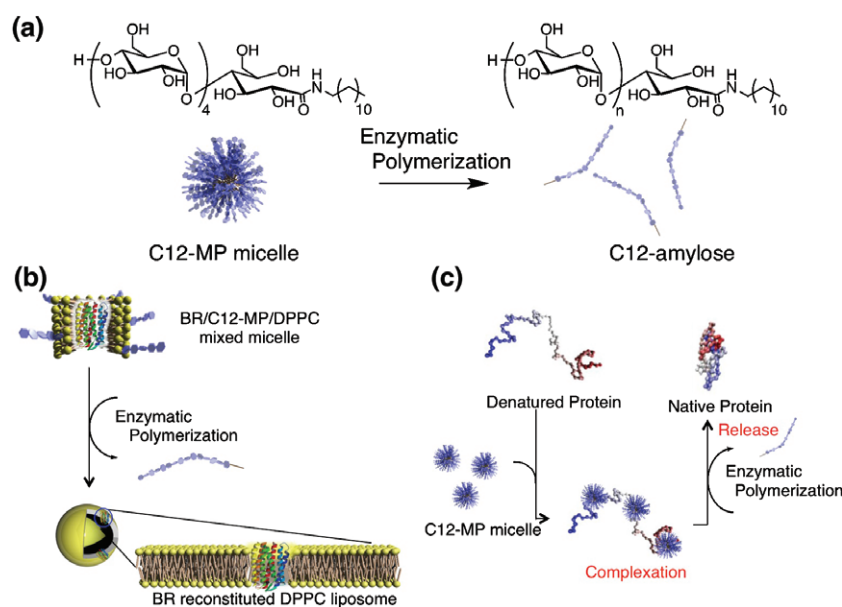 (a)
OH
O
H
O
HO
OH
O
4
OH
OH
HO
OH
O
N
H
10
OH
O
H
O
HO
OH
O
n
OH
OH
HO
OH
O
N
H
10
Enzymatic
Polymerization
C12-MP micelle
C12-amylose
(b)
BR/C12-MP/DPPC
mixed micelle
Enzymatic
Polymerization
BR reconstituted DPPC liposome
(c)
Denatured Protein
Native Protein
Release
Enzymatic
Polymerization
C12-MP micelle
Complexation